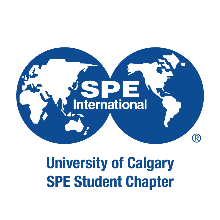 SPE
International
®
University of Calgary
SPE Student Chapter